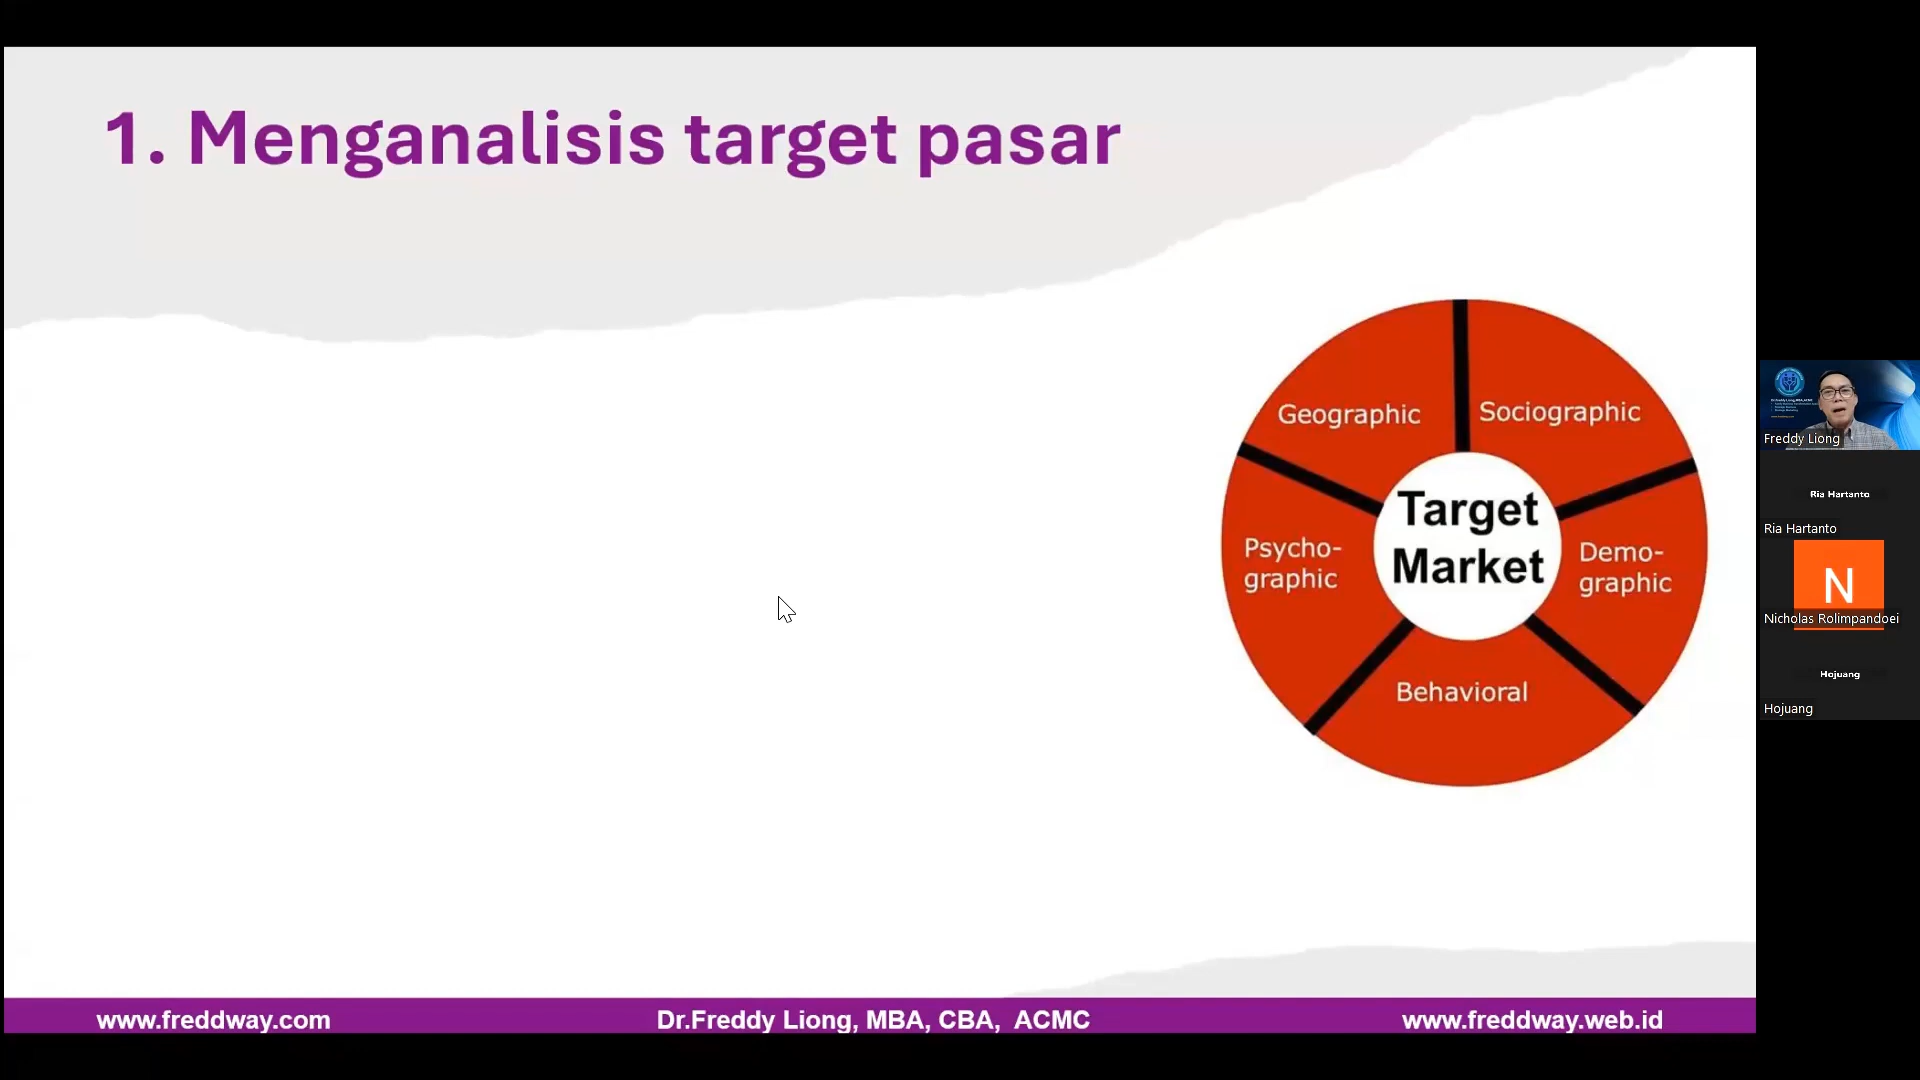 1. Menganalisis target pasar
Geographic
Sociographic
Psycho-
graphic
Target
Market
Demo-
graphic
Behavioral
www.freddway.com
Dr.Freddy Liong, MBA, CBA, ACMC
www.freddway.web.id
Freddy Liong
Ria Hartanto
Ria Hartanto
N
Nicholas Rolimpandoei
Hojuang
Hojuang